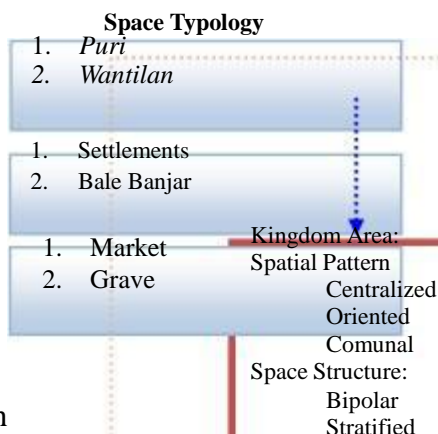 Space Typology
1. Puri
2. Wantilan
1. Settlements
2. Bale Banjar
1. Market
2. Grave
Kingdom Area:
Spatial Pattern
Centralized
Oriented
Comunal
Space Structure:
Bipolar
Stratified